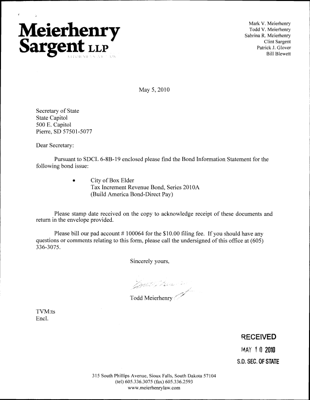 Meierhenry
Sargent LLP
Mark V. Meierhenry
Todd V. Meierhenry
Sabrina R. Meierhenry
Clint Sargent
Patrick J. Glover
Bill Blewett
May 5, 2010
Secretary of State
State Capitol
500 E. Capitol
Pierre, SD 57501-5077
Dear Secretary:
Pursuant to SDCL 6-8B-19 enclosed please find the Bond Information Statement for the
following bond issue:
• City of Box Elder
Tax Increment Revenue Bond, Series 2010A
(Build America Bond-Direct Pay)
Please stamp date received on the copy to acknowledge receipt of these documents and
return in the envelope provided.
Please bill our pad account # 100064 for the $10.00 filing fee. If you should have any
questions or comments relating to this form, please call the undersigned of this office at (605)
336-3075.
Sincerely yours,
Todd Meierhenry
TVM:ts
Encl.
RECEIVED
MAY 10 2010
S.D. SEC. OF STATE
315 South Phillips Avenue, Sioux Falls, South Dakota 57104
(tel) 605.336.3075 (fax) 605.336.2593
www.meierhenrylaw.com